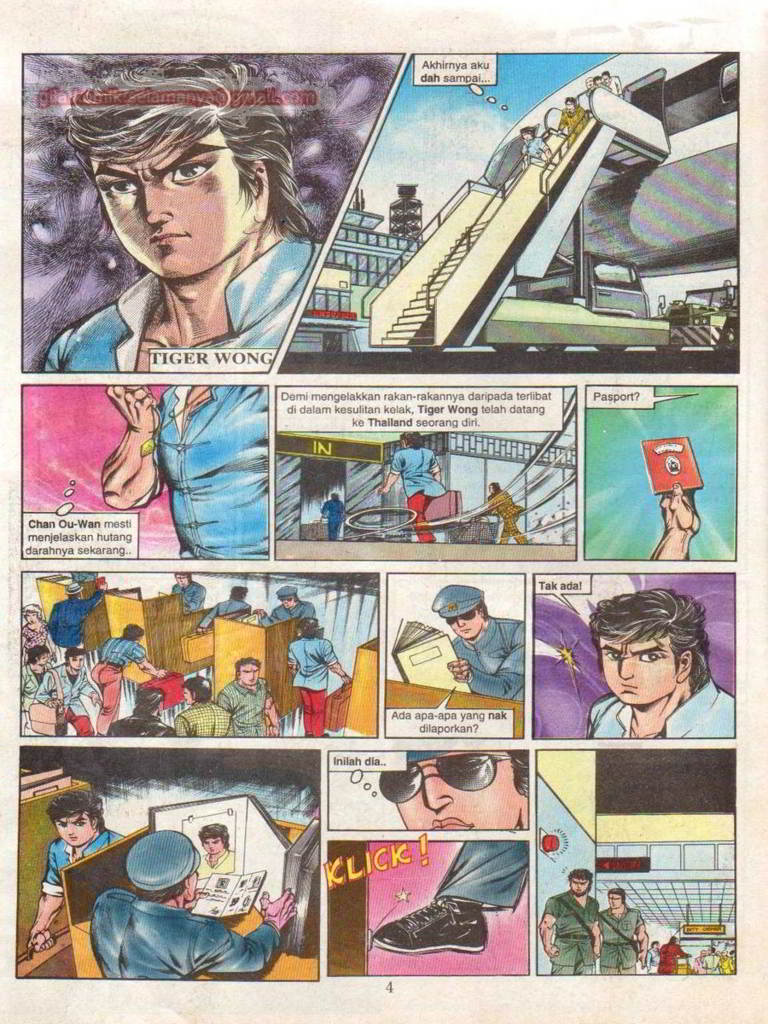 TIGER WONG
Akhirnya aku
dah sampai...
Chan Ou-Wan mesti
menjelaskan hutang
darahnya sekarang..
Demi mengelakkan rakan-rakannya daripada terlibat
di dalam kesulitan kelak, Tiger Wong telah datang
ke Thailand seorang diri.
IN
Pasport?
Ada apa-apa yang nak
dilaporkan?
Tak ada!
Inilah dia..
KLICK!
4